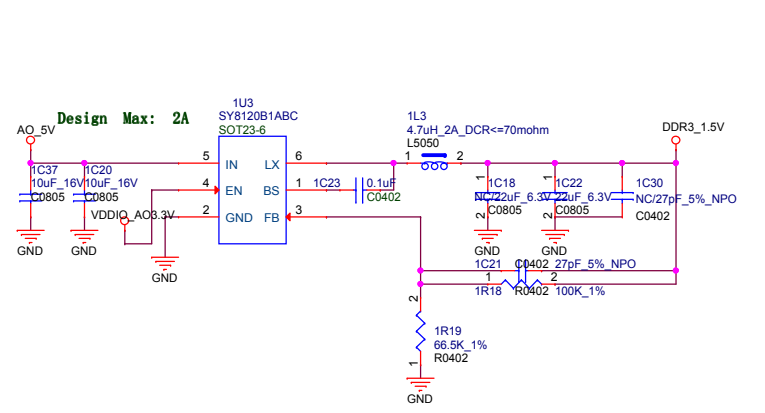 Design Max: 2A
AO_5V
1U3
SY8120B1ABC
SOT23-6
1L3
4.7uH_2A_DCR<=70mohm
L5050
DDR3_1.5V
1C37
10uF_16V
C0805
1C20
10uF_16V
C0805
5 IN LX 6
4 EN BS 1
2 GND FB 3
1C23
0.1uF
C0402
1 2
VDDIO_AO3.3V
1
1C18
NC/22uF_6.3V
2
C0805
1
1C22
22uF_6.3V
2
C0805
1C30
NC/27pF_5%_NPO
C0402
GND
GND
GND
GND
GND
1C21 C0402 27pF_5%_NPO
1 2
1R18 R0402 100K_1%
2
1R19
66.5K_1%
R0402
1
GND